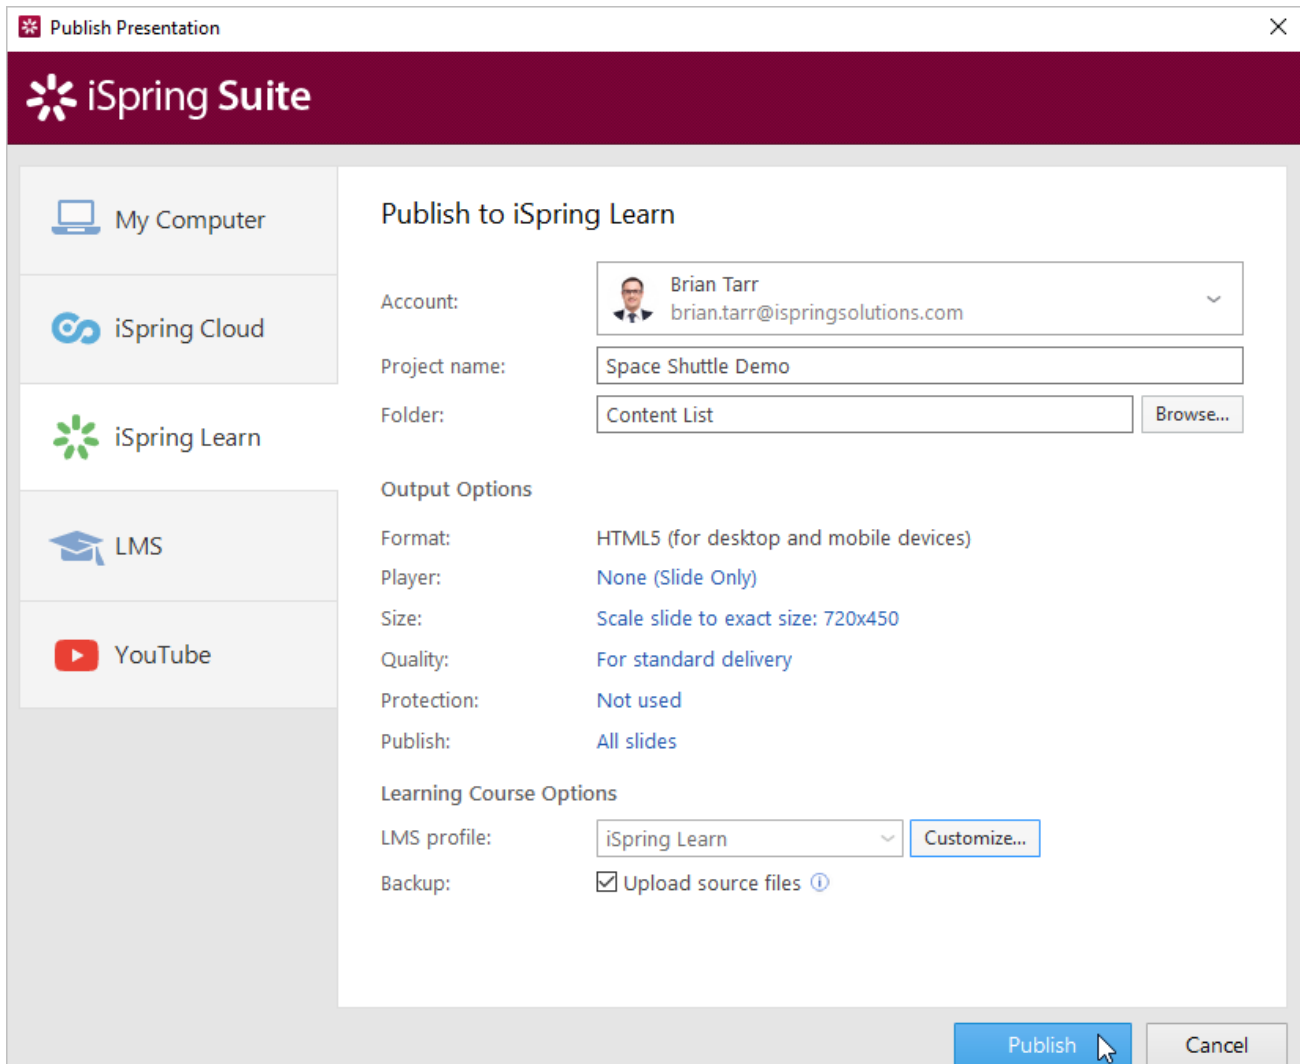 Publish Presentation
iSpring Suite
My Computer
iSpring Cloud
iSpring Learn
LMS
YouTube
Publish to iSpring Learn
Account:
Brian Tarr
brian.tarr@ispringsolutions.com
Project name:
Space Shuttle Demo
Folder:
Content List
Browse...
Output Options
Format:
HTML5 (for desktop and mobile devices)
Player:
None (Slide Only)
Size:
Scale slide to exact size: 720x450
Quality:
For standard delivery
Protection:
Not used
Publish:
All slides
Learning Course Options
LMS profile:
iSpring Learn
Customize...
Backup:
Upload source files
Publish
Cancel